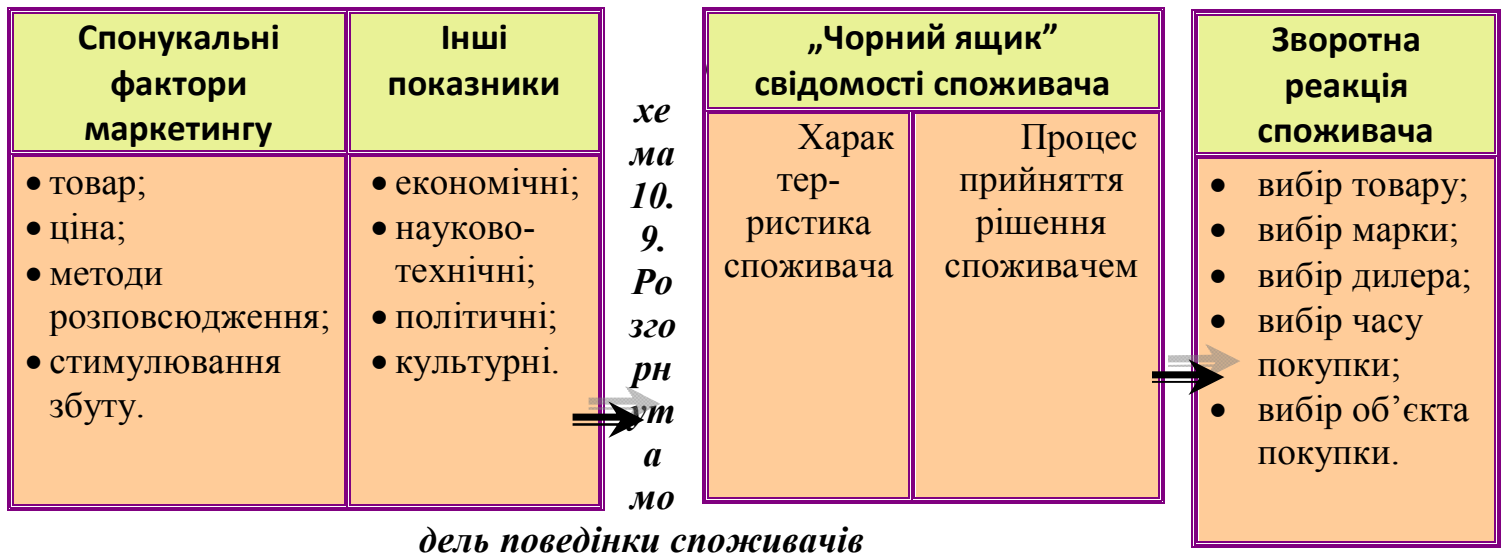 Спонукальні
фактори
маркетингу
Інші
показники
• товар;
• ціна;
• методи
розповсюдження;
• стимулювання
збуту.
• економічні;
• науково-
технічні;
• політичні;
• культурні.
хе
ма
10.
9.
Ро
зго
рн
ут
а
мо
дель поведінки споживачів
„Чорний ящик”
свідомості споживача
Харак
тер-
ристика
споживача
Процес
прийняття
рішення
споживачем
Зворотна
реакція
споживача
• вибір товару;
• вибір марки;
• вибір дилера;
• вибір часу
покупки;
• вибір об’єкта
покупки.